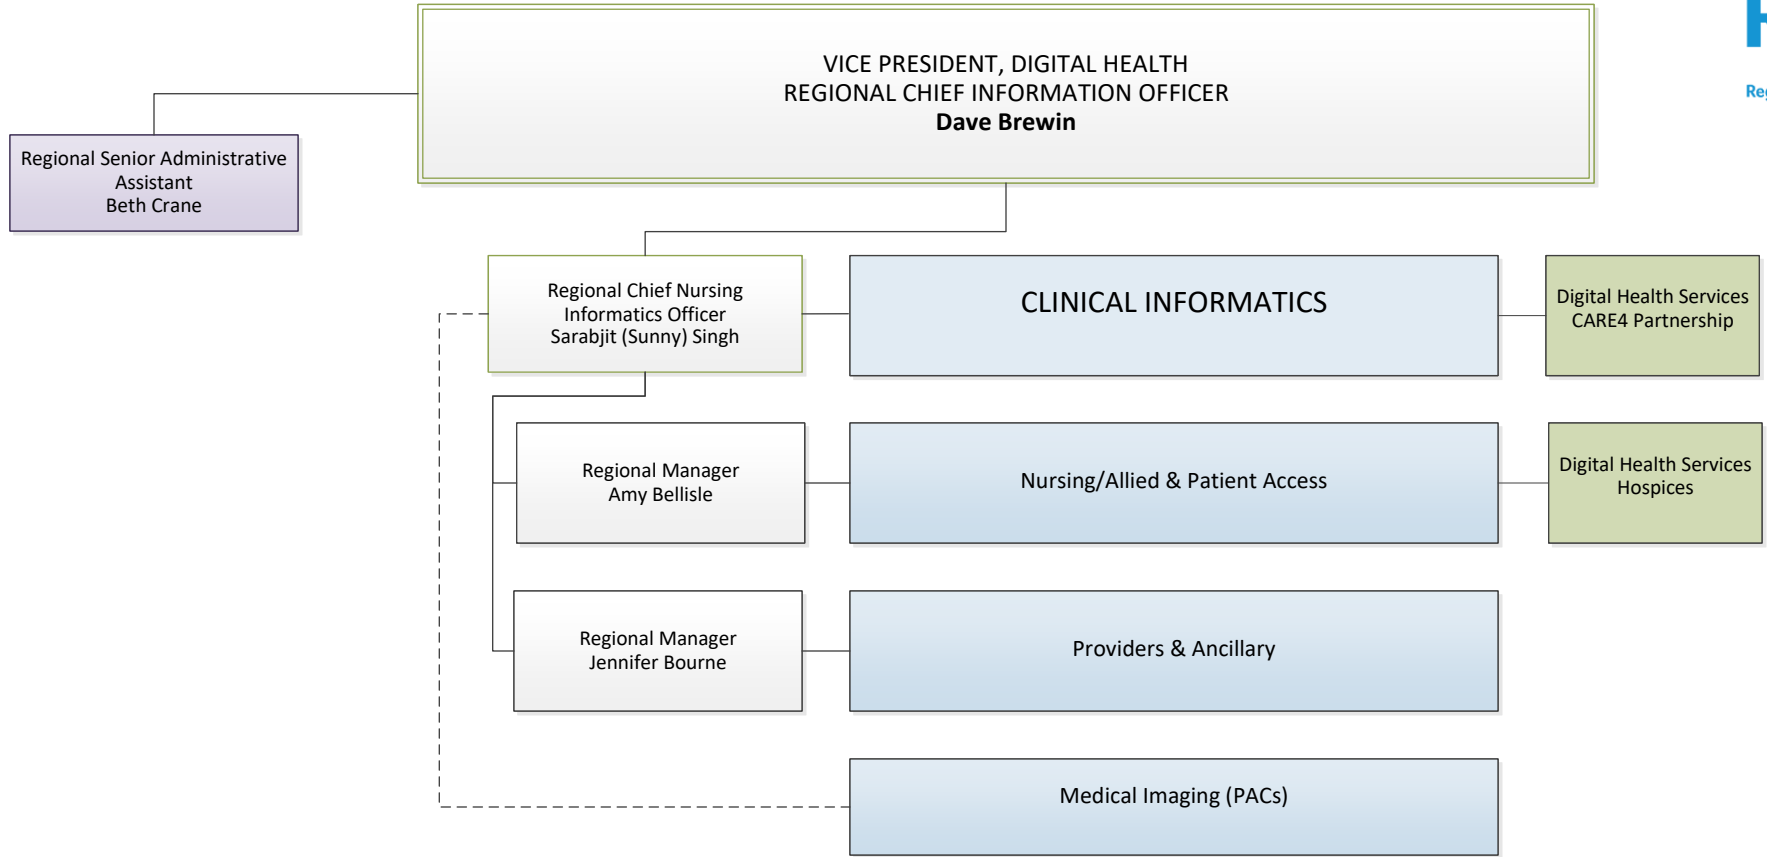 VICE PRESIDENT, DIGITAL HEALTH
REGIONAL CHIEF INFORMATION OFFICER
Dave Brewin
Regional Senior Administrative
Assistant
Beth Crane
Regional Chief Nursing
Informatics Officer
Sarabjit (Sunny) Singh
CLINICAL INFORMATICS
Digital Health Services
CARE4 Partnership
Regional Manager
Amy Bellisle
Nursing/Allied & Patient Access
Digital Health Services
Hospices
Regional Manager
Jennifer Bourne
Providers & Ancillary
Medical Imaging (PACs)